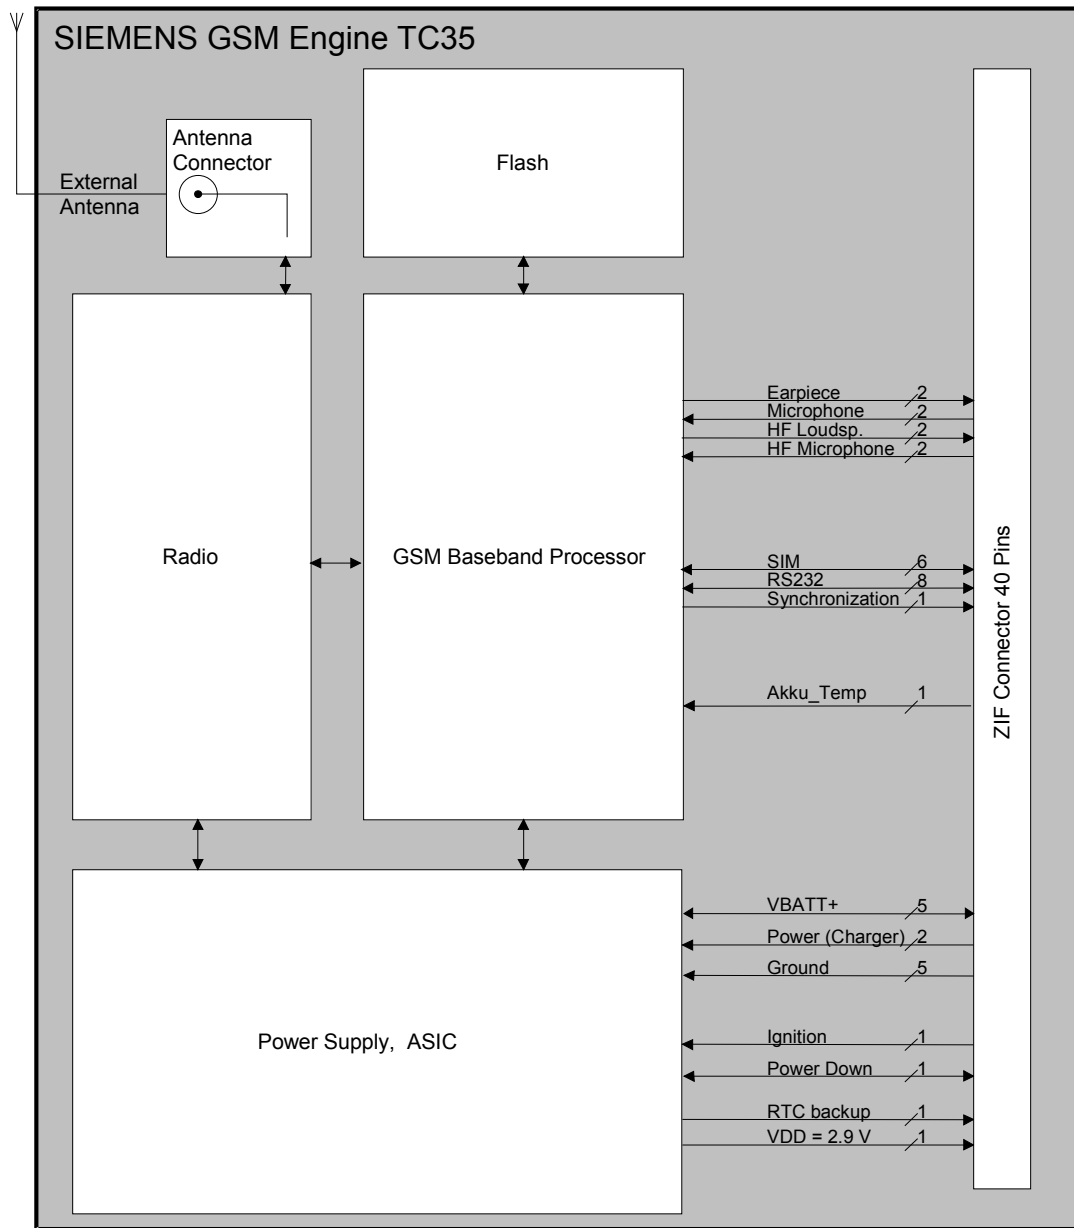 SIEMENS GSM Engine TC35
Antenna
Connector
External
Antenna
Flash
Radio
GSM Baseband Processor
Earpiece 2
Microphone 2
HF Loudsp. 2
HF Microphone 2
SIM 6
RS232 8
Synchronization 1
Akku_Temp 1
ZIF Connector 40 Pins
Power Supply, ASIC
VBATT+ 5
Power (Charger) 2
Ground 5
Ignition 1
Power Down 1
RTC backup 1
VDD = 2.9 V 1